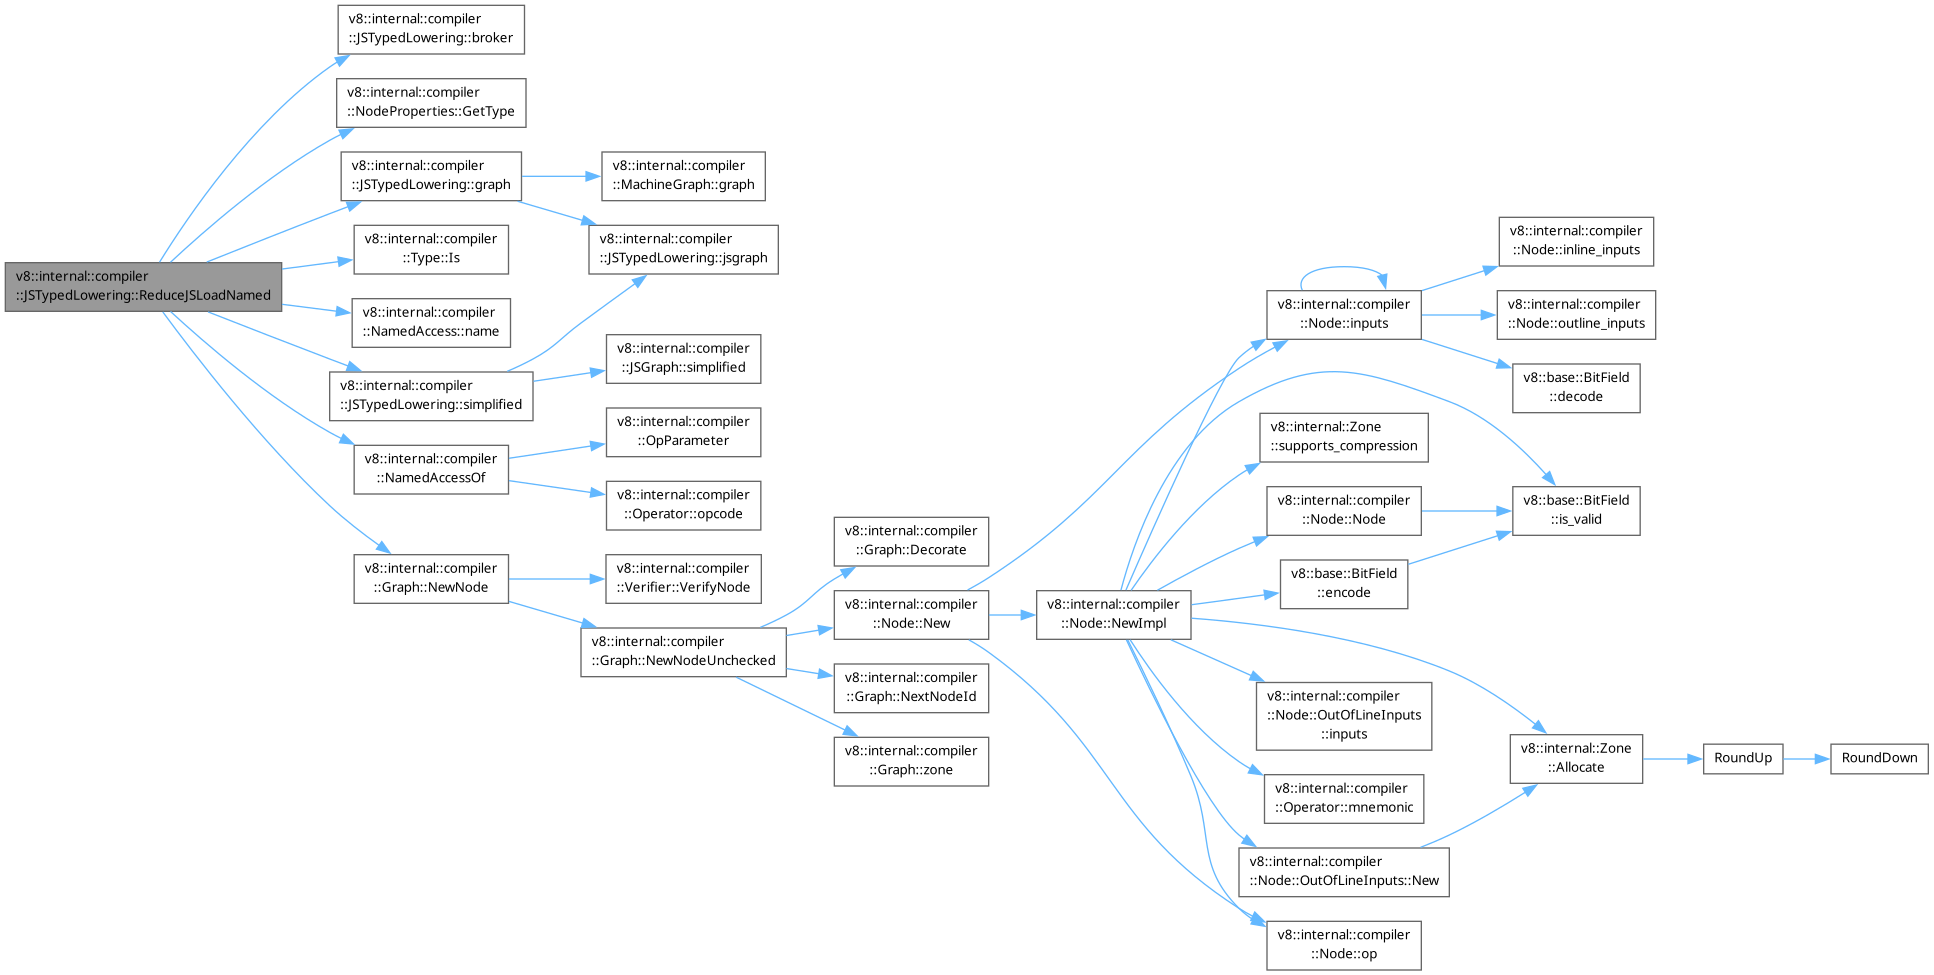 v8::internal::compiler
::JSTypedLowering::ReduceJSLoadNamed
v8::internal::compiler
::JSTypedLowering::broker
v8::internal::compiler
::NodeProperties::GetType
v8::internal::compiler
::JSTypedLowering::graph
v8::internal::compiler
::Type::Is
v8::internal::compiler
::NamedAccess::name
v8::internal::compiler
::JSTypedLowering::simplified
v8::internal::compiler
::NamedAccessOf
v8::internal::compiler
::Graph::NewNode
v8::internal::compiler
::MachineGraph::graph
v8::internal::compiler
::JSTypedLowering::jsgraph
v8::internal::compiler
::JSGraph::simplified
v8::internal::compiler
::OpParameter
v8::internal::compiler
::Operator::opcode
v8::internal::compiler
::Verifier::VerifyNode
v8::internal::compiler
::Graph::NewNodeUnchecked
v8::internal::compiler
::Graph::Decorate
v8::internal::compiler
::Node::New
v8::internal::compiler
::Graph::NextNodeId
v8::internal::compiler
::Graph::zone
v8::internal::compiler
::Node::NewImpl
v8::internal::compiler
::Node::inputs
v8::internal::Zone
::supports_compression
v8::internal::compiler
::Node::Node
v8::base::BitField
::encode
v8::internal::compiler
::Node::OutOfLineInputs
::inputs
v8::internal::compiler
::Operator::mnemonic
v8::internal::compiler
::Node::OutOfLineInputs::New
v8::internal::compiler
::Node::op
v8::internal::compiler
::Node::inline_inputs
v8::internal::compiler
::Node::outline_inputs
v8::base::BitField
::decode
v8::base::BitField
::is_valid
v8::internal::Zone
::Allocate
RoundUp
RoundDown